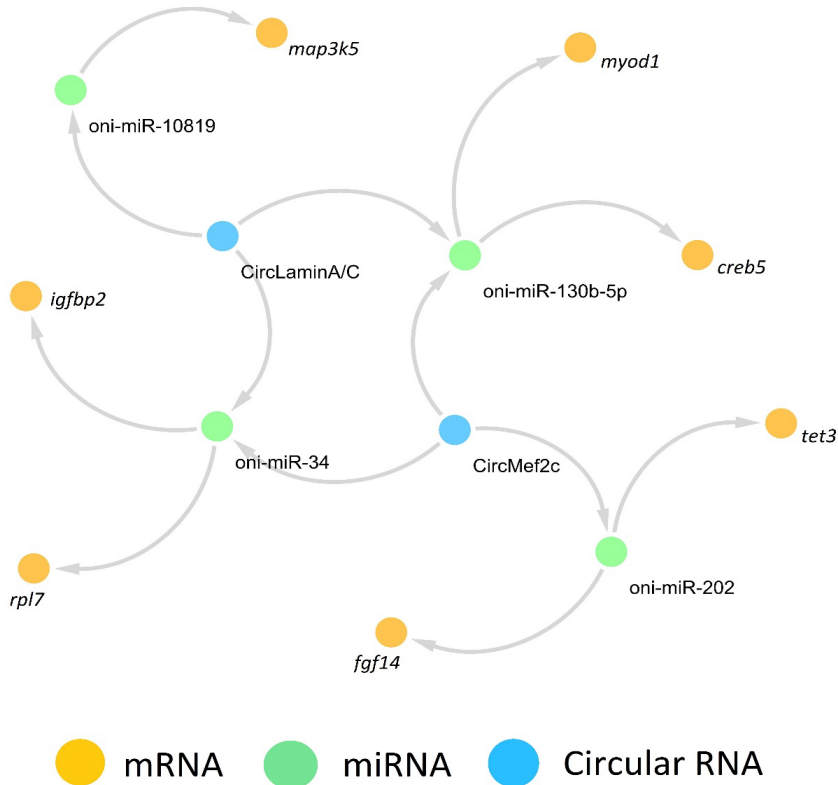 map3k5
myod1
oni-miR-10819
creb5
CircLaminA/C
oni-miR-130b-5p
igfbp2
tet3
oni-miR-34
CircMef2c
oni-miR-202
rpl7
fgf14
mRNA miRNA Circular RNA